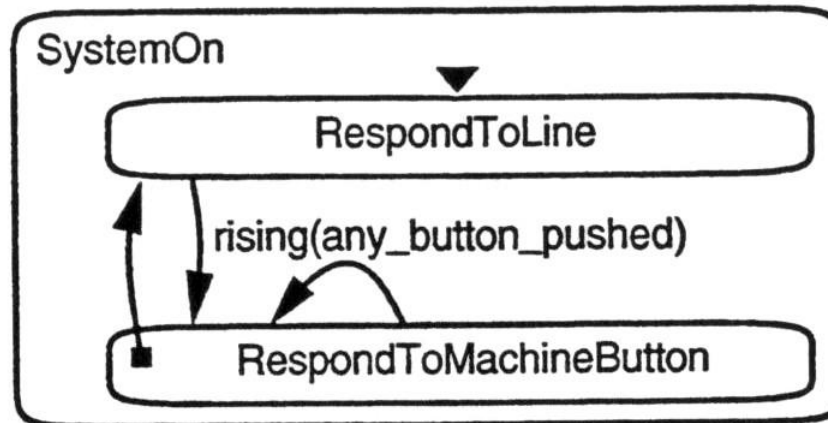 SystemOn
RespondToLine
rising(any_button_pushed)
RespondToMachineButton